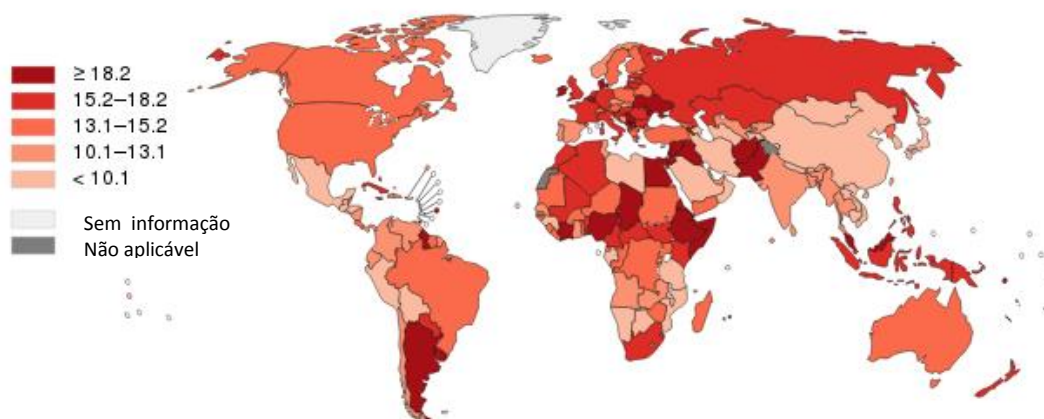 ≥ 18.2
15.2–18.2
13.1–15.2
10.1–13.1
< 10.1
Sem informação
Não aplicável